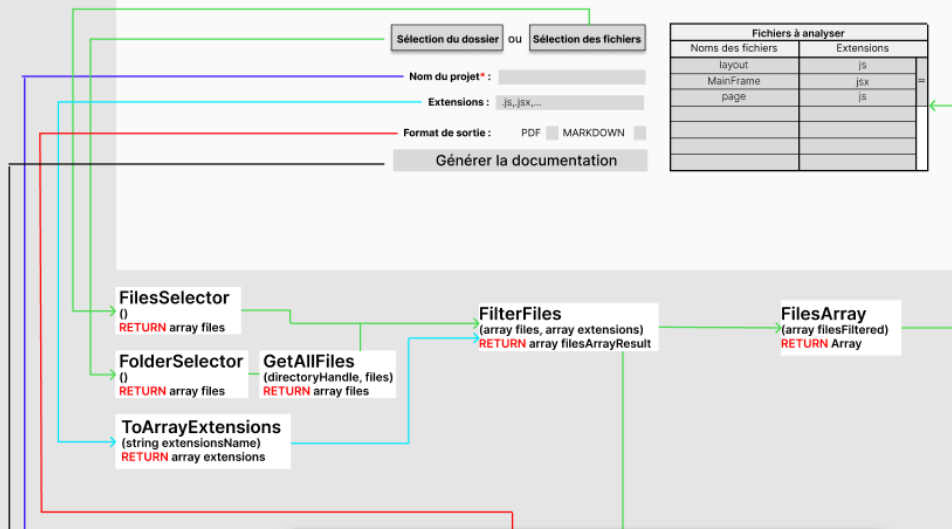 Sélection du dossier ou Sélection des fichiers
Nom du projet* :
Extensions : .js,.jsx,...
Format de sortie : PDF MARKDOWN
Générer la documentation
Fichiers à analyser
Noms des fichiers Extensions
layout js
MainFrame jsx
page js
FilesSelector
()
RETURN array files
FolderSelector
()
RETURN array files
GetAllFiles
(directoryHandle, files)
RETURN array files
ToArrayExtensions
(string extensionsName)
RETURN array extensions
FilterFiles
(array files, array extensions)
RETURN array filesArrayResult
FilesArray
(array filesFiltered)
RETURN Array